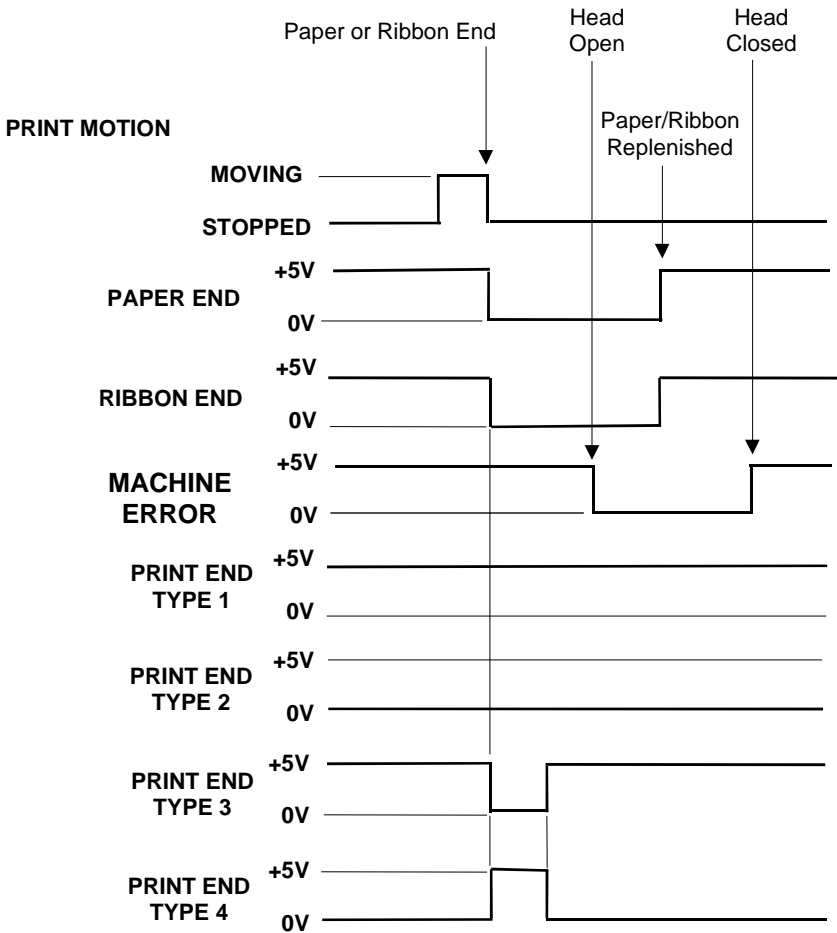 Paper or Ribbon End
Head
Open
Head
Closed
PRINT MOTION
Paper/Ribbon
Replenished
MOVING
STOPPED
+5V
PAPER END
0V
+5V
RIBBON END
0V
+5V
MACHINE
ERROR
0V
+5V
PRINT END
TYPE 1
0V
+5V
PRINT END
TYPE 2
0V
+5V
PRINT END
TYPE 3
0V
+5V
PRINT END
TYPE 4
0V